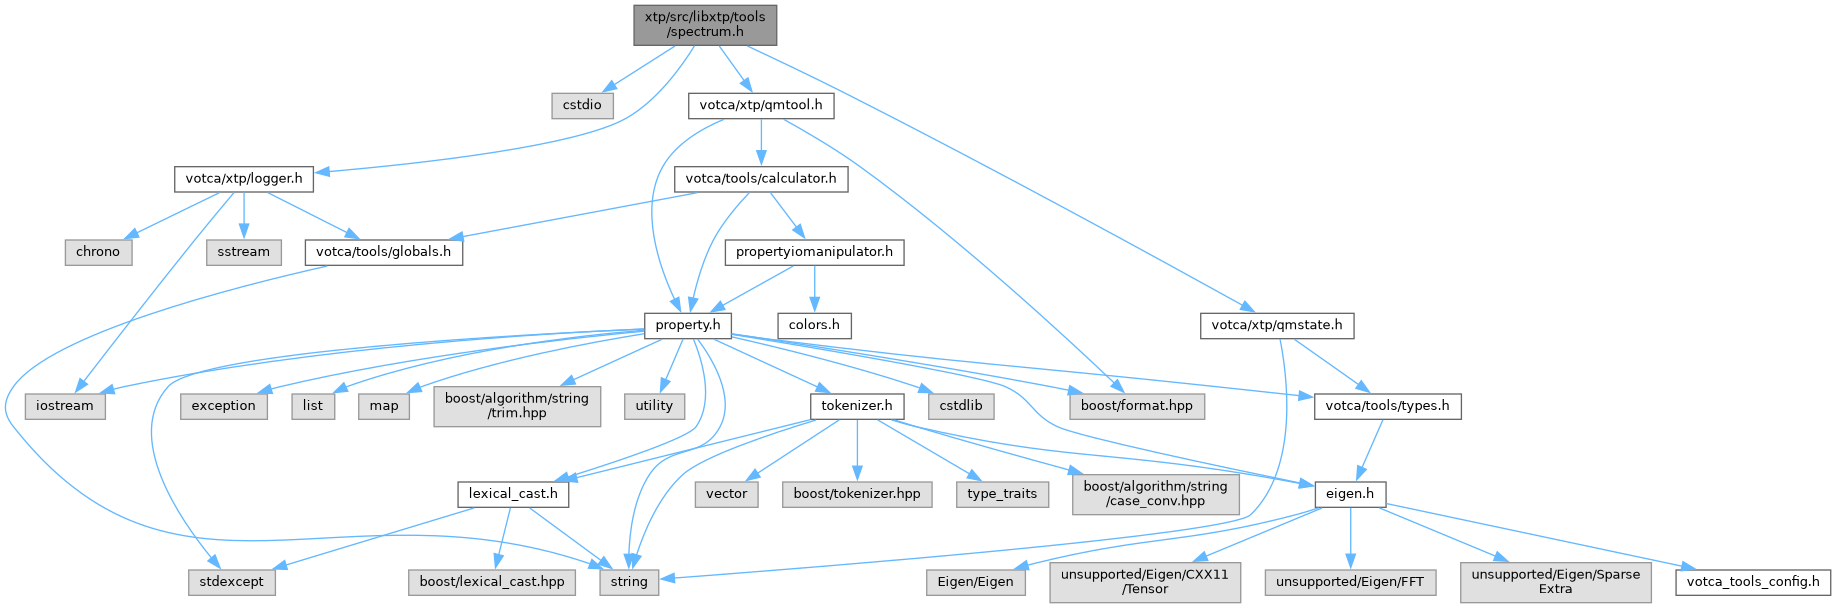 xtp/src/libxtp/tools
/spectrum.h
cstdio
votca/xtp/qmtool.h
votca/xtp/logger.h
votca/tools/calculator.h
chrono
sstream
votca/tools/globals.h
propertyiomanipulator.h
property.h
colors.h
votca/xtp/qmstate.h
iostream
exception
list
map
boost/algorithm/string
/trim.hpp
utility
tokenizer.h
cstdlib
boost/format.hpp
votca/tools/types.h
lexical_cast.h
vector
boost/tokenizer.hpp
type_traits
boost/algorithm/string
/case_conv.hpp
eigen.h
stdexcept
boost/lexical_cast.hpp
string
Eigen/Eigen
unsupported/Eigen/CXX11
/Tensor
unsupported/Eigen/FFT
unsupported/Eigen/Sparse
Extra
votca_tools_config.h